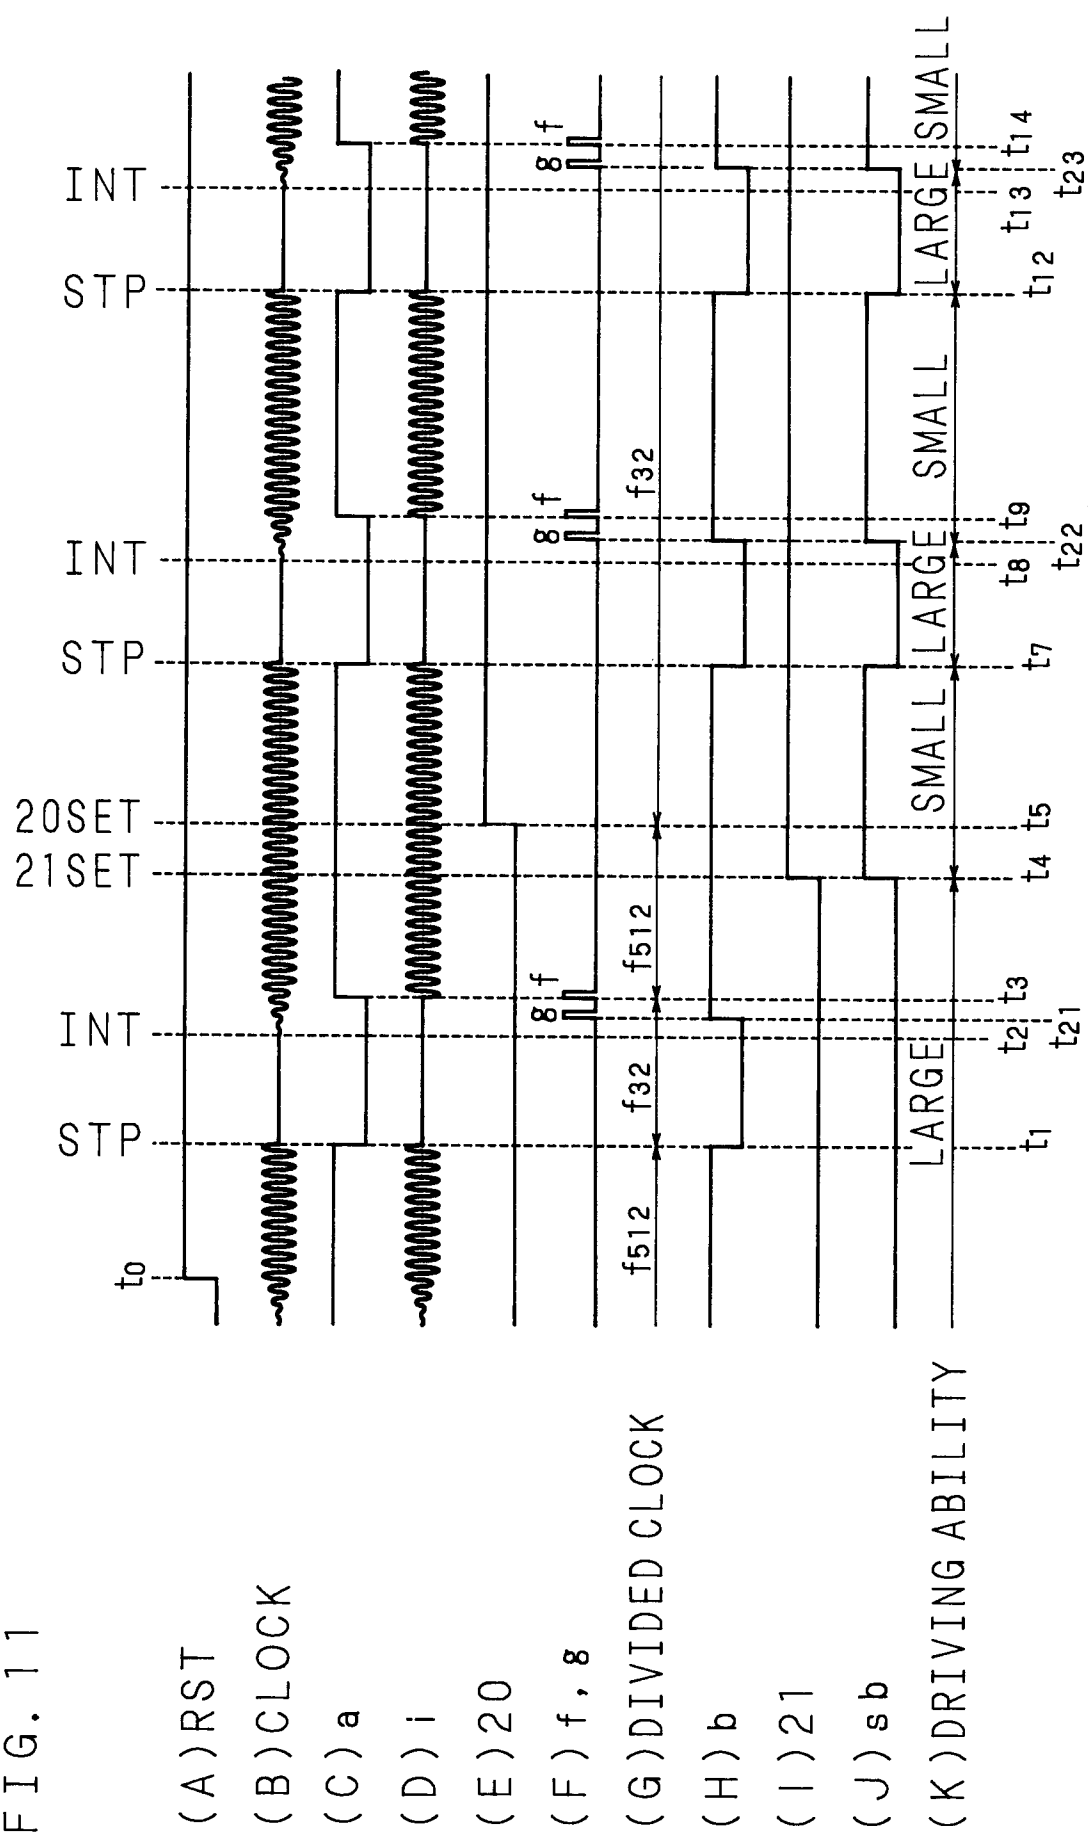 FIG.11
t0 STP INT 21SET 20SET STP INT STP INT
(A)RST
(B)CLOCK
(C)a
(D)i
(E)20
(F)f,g g f g f g f
(G)DIVIDED CLOCK f512 f32 f512 f32
(H)b
(I)21
(J)sb
(K)DRIVING ABILITY LARGE SMALL LARGE SMALL LARGE SMALL
t1 t2 t3 t4 t5 t7 t8 t9 t12 t13 t14
t21 t22 t23